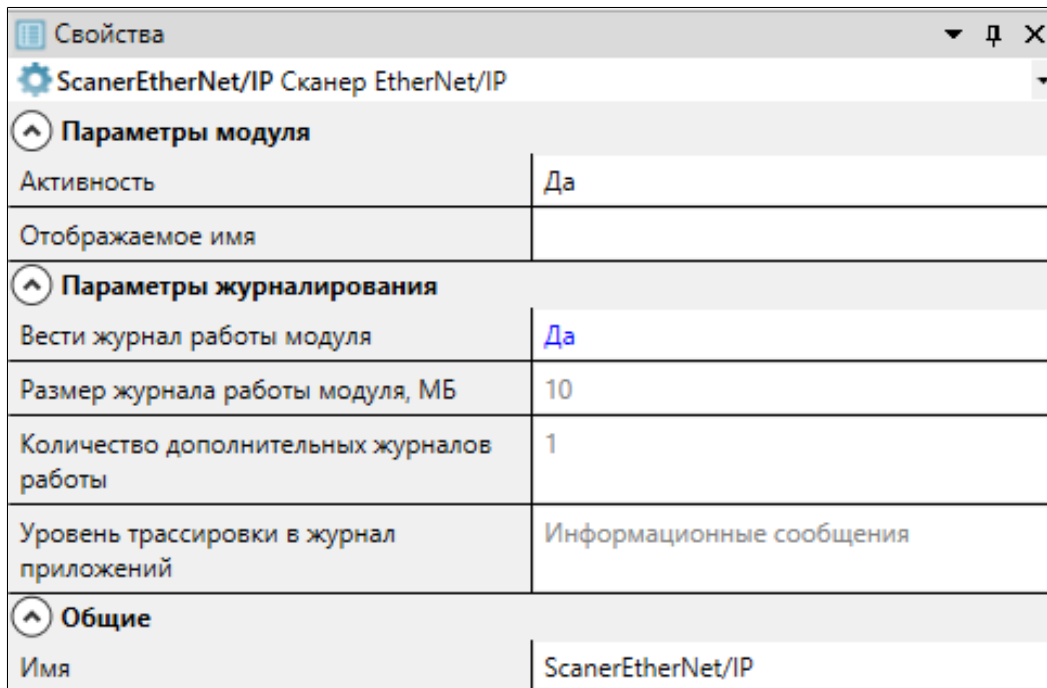 Свойства
ScanerEtherNet/IP Сканер EtherNet/IP
Параметры модуля
Активность Да
Отображаемое имя
Параметры журналирования
Вести журнал работы модуля Да
Размер журнала работы модуля, МБ 10
Количество дополнительных журналов 1
работы
Уровень трассировки в журнал Информационные сообщения
приложений
Общие
Имя ScanerEtherNet/IP